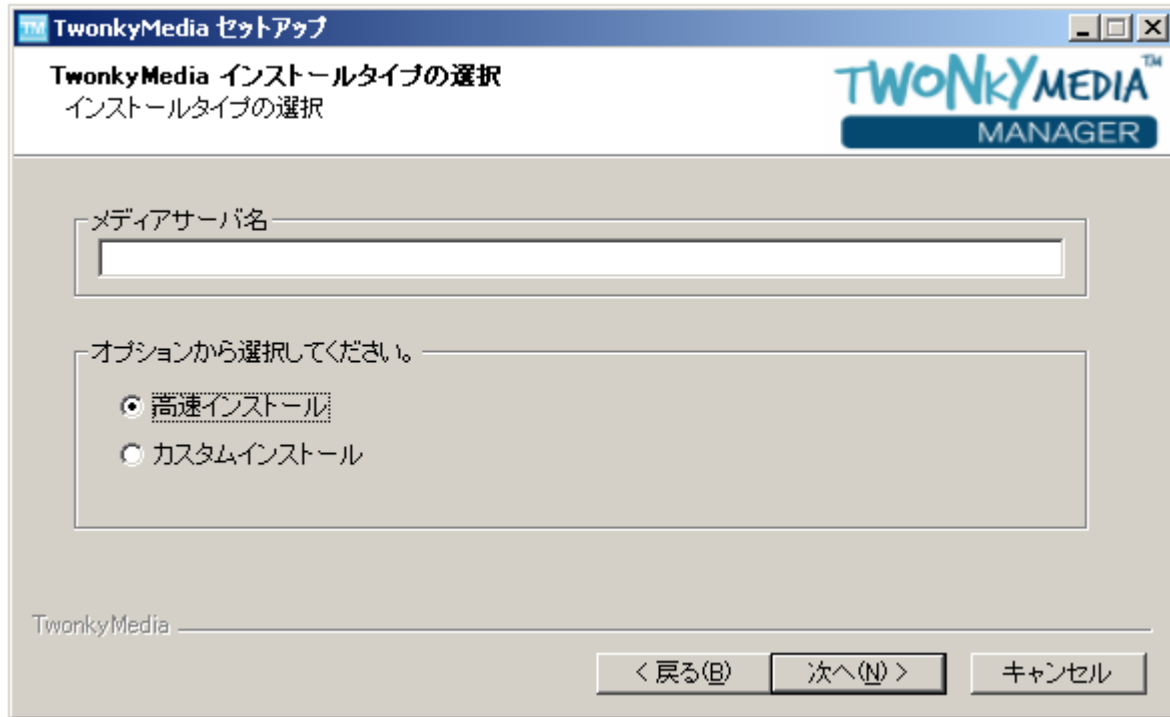 TM TwonkyMedia セットアップ
TwonkyMedia インストールタイプの選択
インストールタイプの選択
TWONKYMEDIA™
MANAGER
メディアサーバ名
オプションから選択してください。
高速インストール
カスタムインストール
TwonkyMedia
< 戻る(B)
次へ(N) >
キャンセル